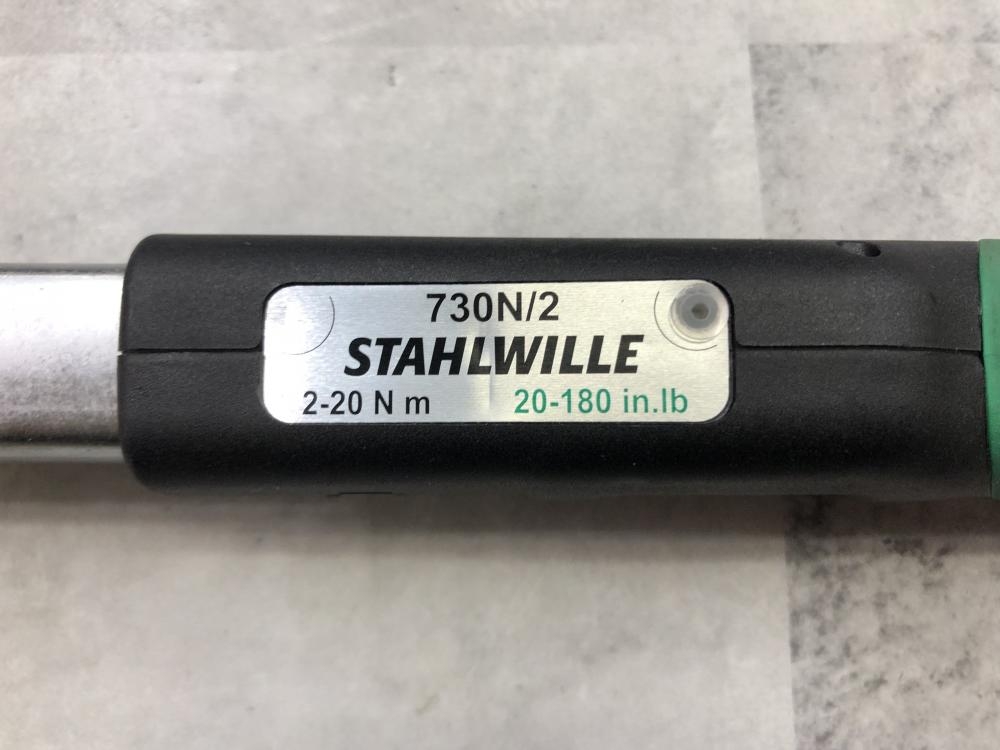 730N/2
STAHLWILLE
2-20 N m 20-180 in.lb